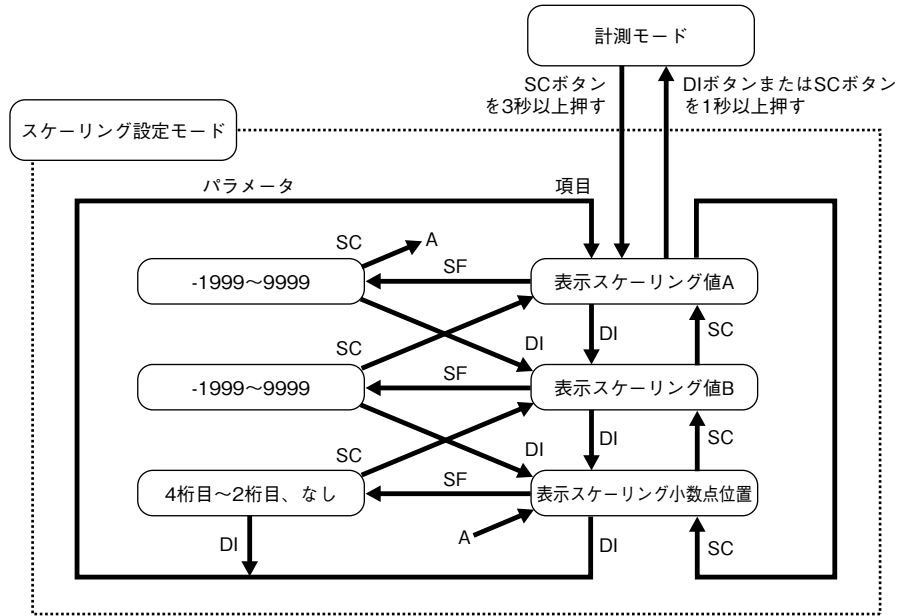 計測モード
SCボタン
を3秒以上押す
DIボタンまたはSCボタン
を1秒以上押す
スケーリング設定モード
パラメータ
項目
SC
A
-1999～9999
SF
表示スケーリング値A
DI
DI
SC
SC
-1999～9999
SF
表示スケーリング値B
DI
DI
SC
SC
4桁目～2桁目、なし
SF
表示スケーリング小数点位置
A
DI
DI
SC